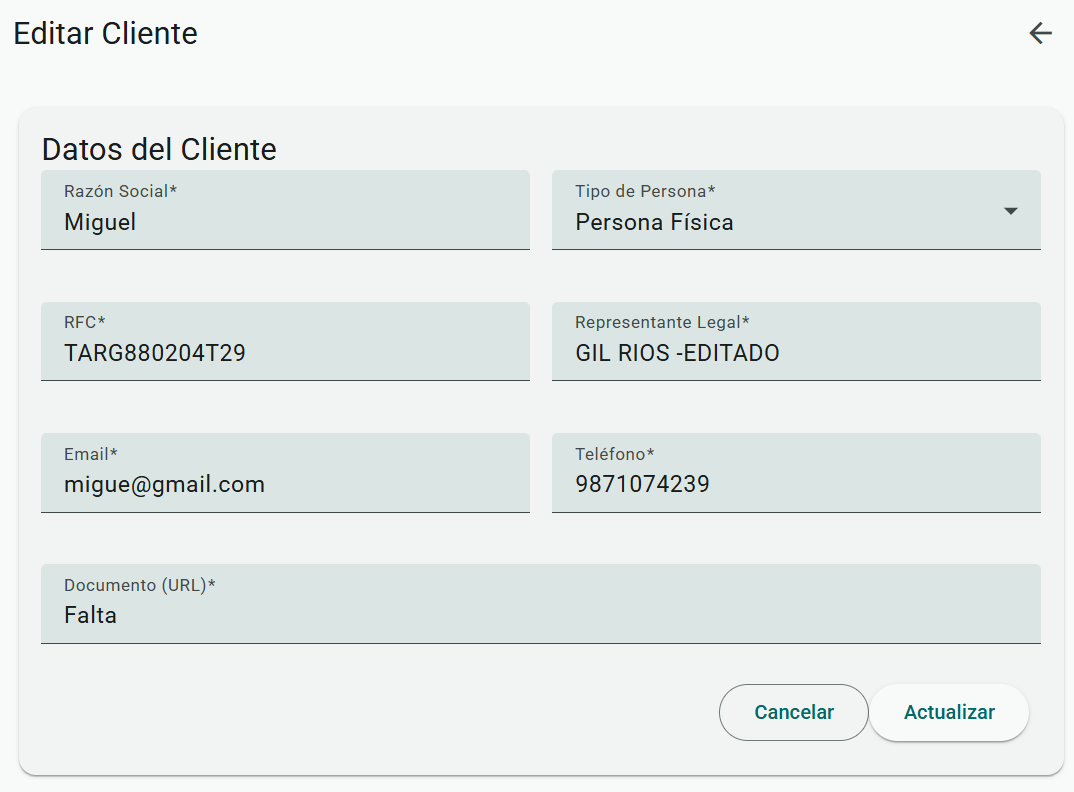 Editar Cliente
Datos del Cliente
Razón Social*
Miguel
Tipo de Persona*
Persona Física
RFC*
TARG880204T29
Representante Legal*
GIL RIOS -EDITADO
Email*
migue@gmail.com
Teléfono*
9871074239
Documento (URL)*
Falta
Cancelar
Actualizar